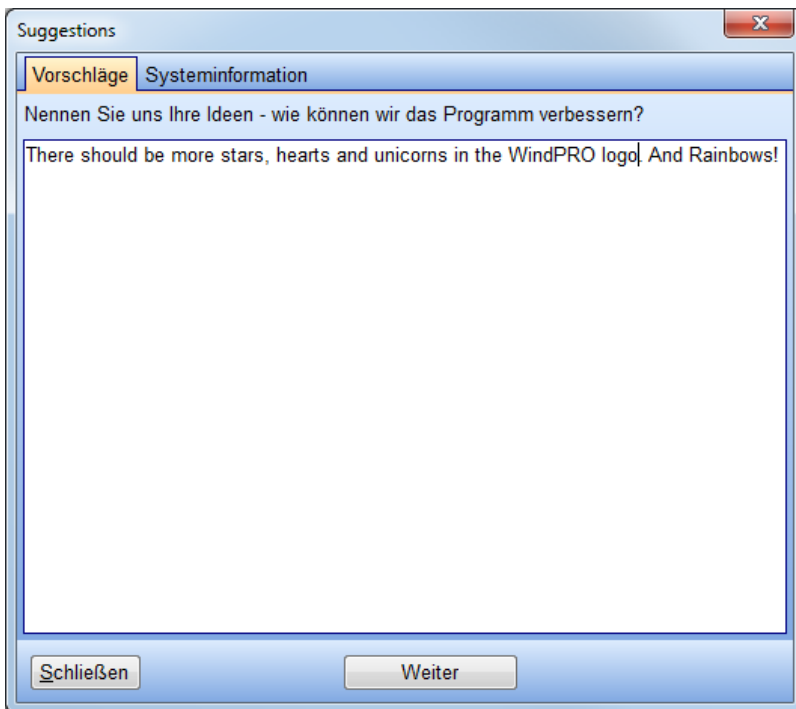 Suggestions
Vorschläge Systeminformation
Nennen Sie uns Ihre Ideen - wie können wir das Programm verbessern?
There should be more stars, hearts and unicorns in the WindPRO logo. And Rainbows!
Schließen Weiter